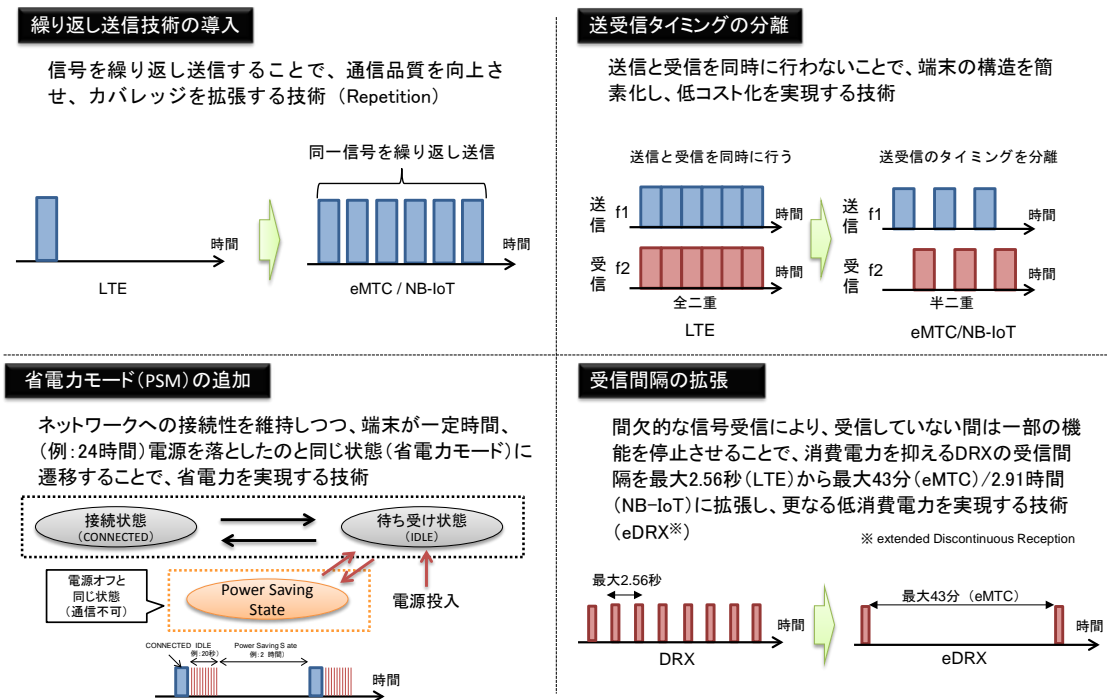 繰り返し送信技術の導入
信号を繰り返し送信することで、通信品質を向上さ
せ、カバレッジを拡張する技術（Repetition）
同一信号を繰り返し送信
時間
時間
LTE
eMTC / NB-IoT
送受信タイミングの分離
送信と受信を同時に行わないことで、端末の構造を簡
素化し、低コスト化を実現する技術
送信と受信を同時に行う
送受信のタイミングを分離
送信
f1
時間
送信
f1
時間
受信
f2
時間
受信
f2
時間
全二重
半二重
LTE
eMTC/NB-IoT
省電力モード（PSM）の追加
ネットワークへの接続性を維持しつつ、端末が一定時間、
（例：24時間）電源を落としたのと同じ状態（省電力モード）に
遷移することで、省電力を実現する技術
接続状態
（CONNECTED）
待ち受け状態
（IDLE）
電源オフと
同じ状態
（通信不可）
Power Saving
State
電源投入
CONNECTED IDLE
例：20秒）
Power Saving S ate
例：2 時間）
時間
受信間隔の拡張
間欠的な信号受信により、受信していない間は一部の機
能を停止させることで、消費電力を抑えるDRXの受信間
隔を最大2.56秒（LTE）から最大43分（eMTC）/2.91時間
（NB-IoT）に拡張し、更なる低消費電力を実現する技術
（eDRX※）
※ extended Discontinuous Reception
最大2.56秒
時間
DRX
最大43分（eMTC）
時間
eDRX